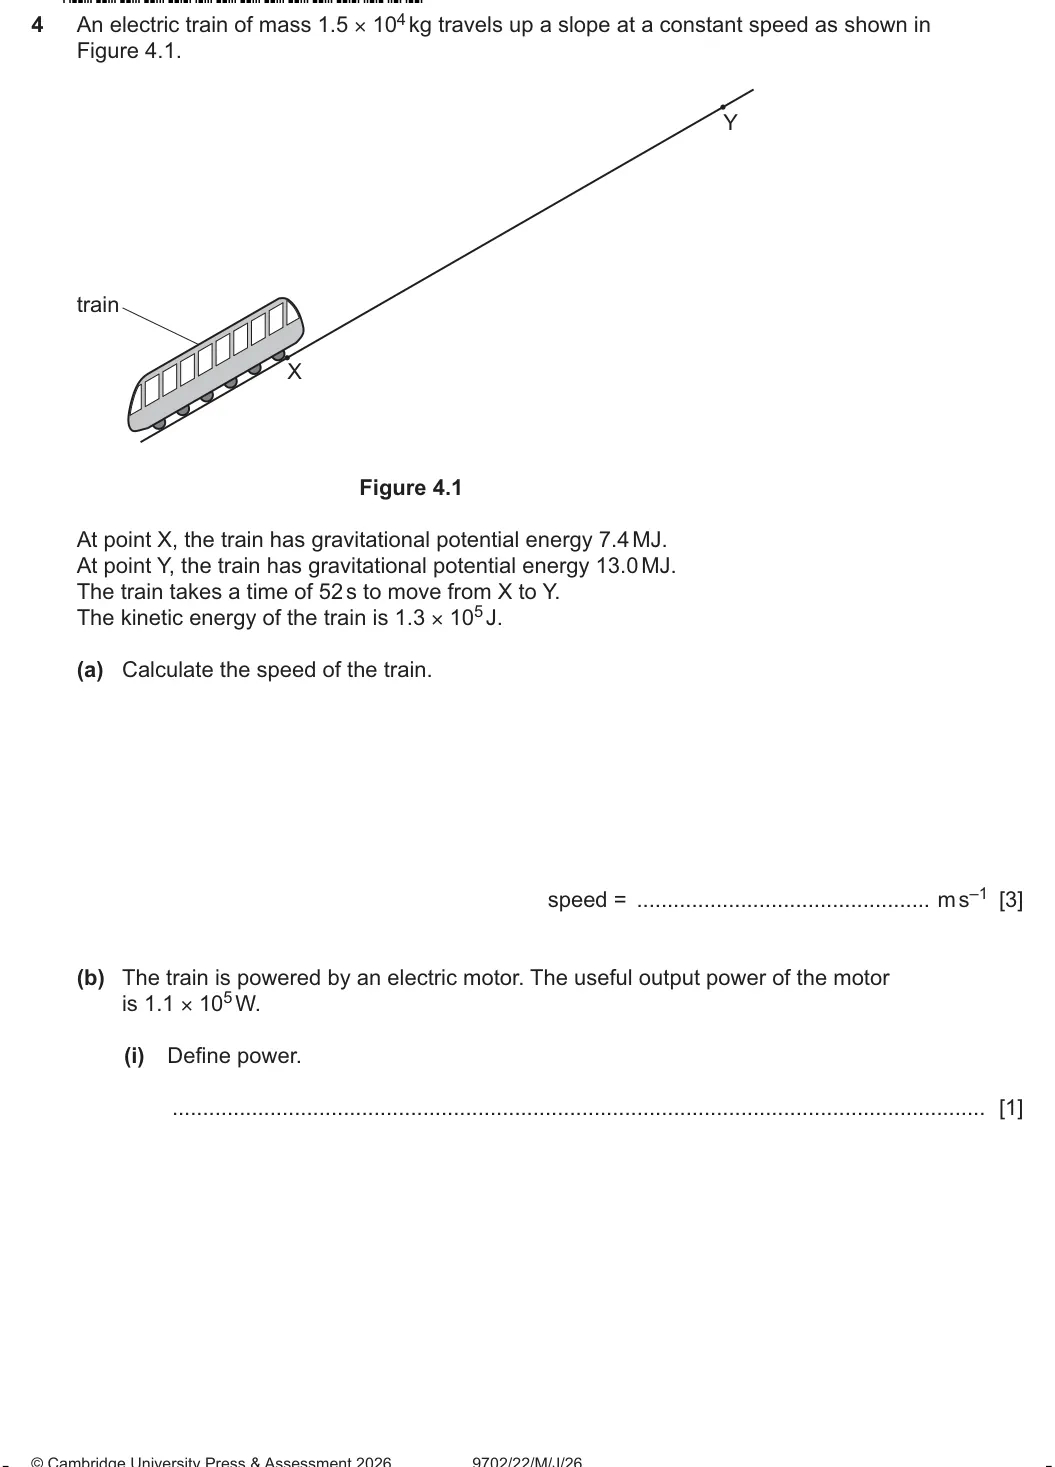 4 An electric train of mass 1.5 × 10⁴ kg travels up a slope at a constant speed as shown in
Figure 4.1.
Y
train
X
Figure 4.1
At point X, the train has gravitational potential energy 7.4 MJ.
At point Y, the train has gravitational potential energy 13.0 MJ.
The train takes a time of 52 s to move from X to Y.
The kinetic energy of the train is 1.3 × 10⁵ J.
(a) Calculate the speed of the train.
speed = ................................................ m s⁻¹ [3]
(b) The train is powered by an electric motor. The useful output power of the motor
is 1.1 × 10⁵ W.
(i) Define power.
....................................................................................................................................... [1]
© Cambridge University Press & Assessment 2026 9702/22/M/J/26